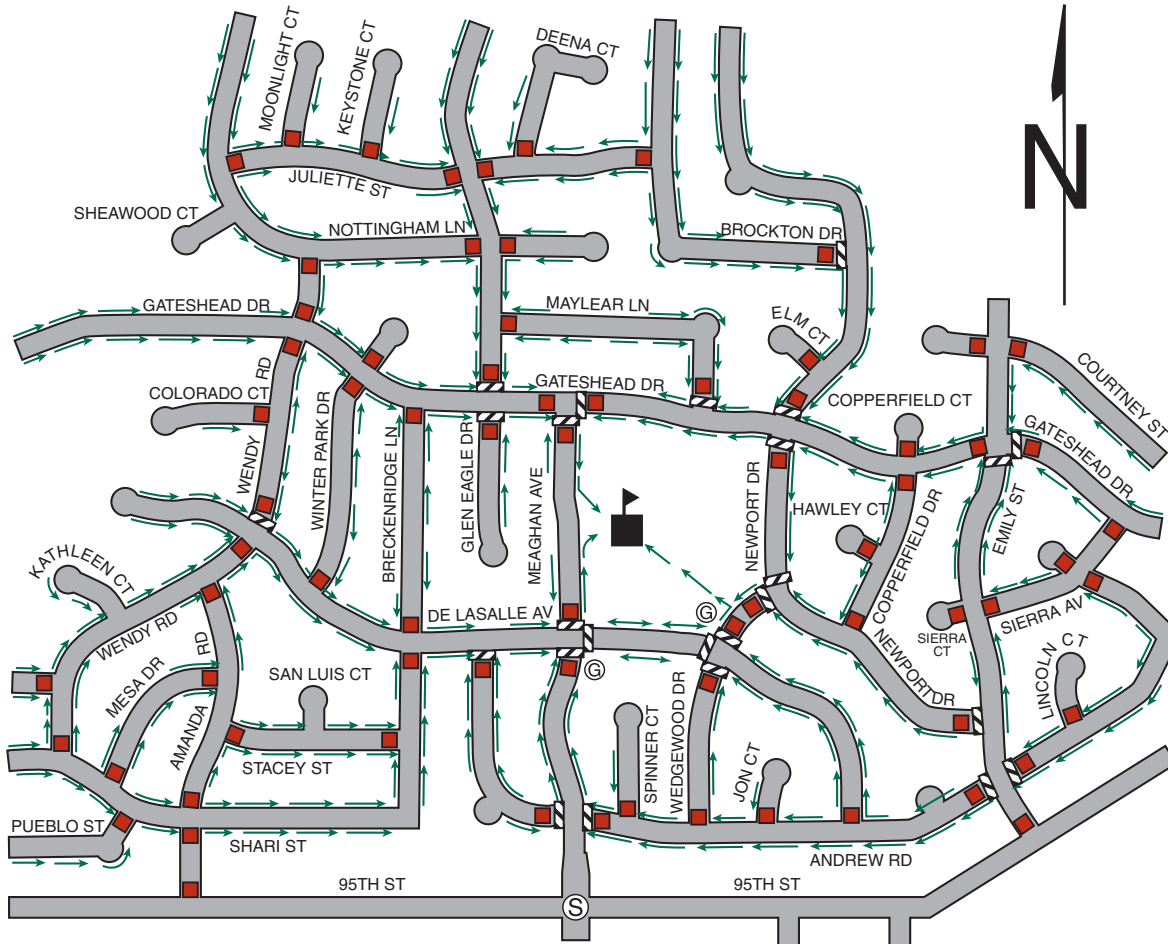 MOONLIGHT CT
KEYSTONE CT
DEENA CT
N
JULIETTE ST
SHEAWOOD CT
NOTTINGHAM LN
BROCKTON DR
GATESHEAD DR
MAYLEAR LN
ELM CT
COURTNEY ST
COLORADO CT
WENDY RD
WINTER PARK DR
BRECKENRIDGE LN
GLEN EAGLE DR
GATESHEAD DR
MEAGHAN AVE
COPPERFIELD CT
GATESHEAD DR
NEWPORT DR
HAWLEY CT
COPPERFIELD DR
EMILY ST
KATHLEEN CT
WENDY RD
DE LASALLE AV
G
SIERRA
CT
SIERRA AV
LINCOLN CT
NEWPORT DR
MESA DR
AMANDA RD
SAN LUIS CT
G
STACEY ST
SPINNER CT
WEDGEWOOD DR
JON CT
PUEBLO ST
SHARI ST
ANDREW RD
95TH ST
95TH ST
S